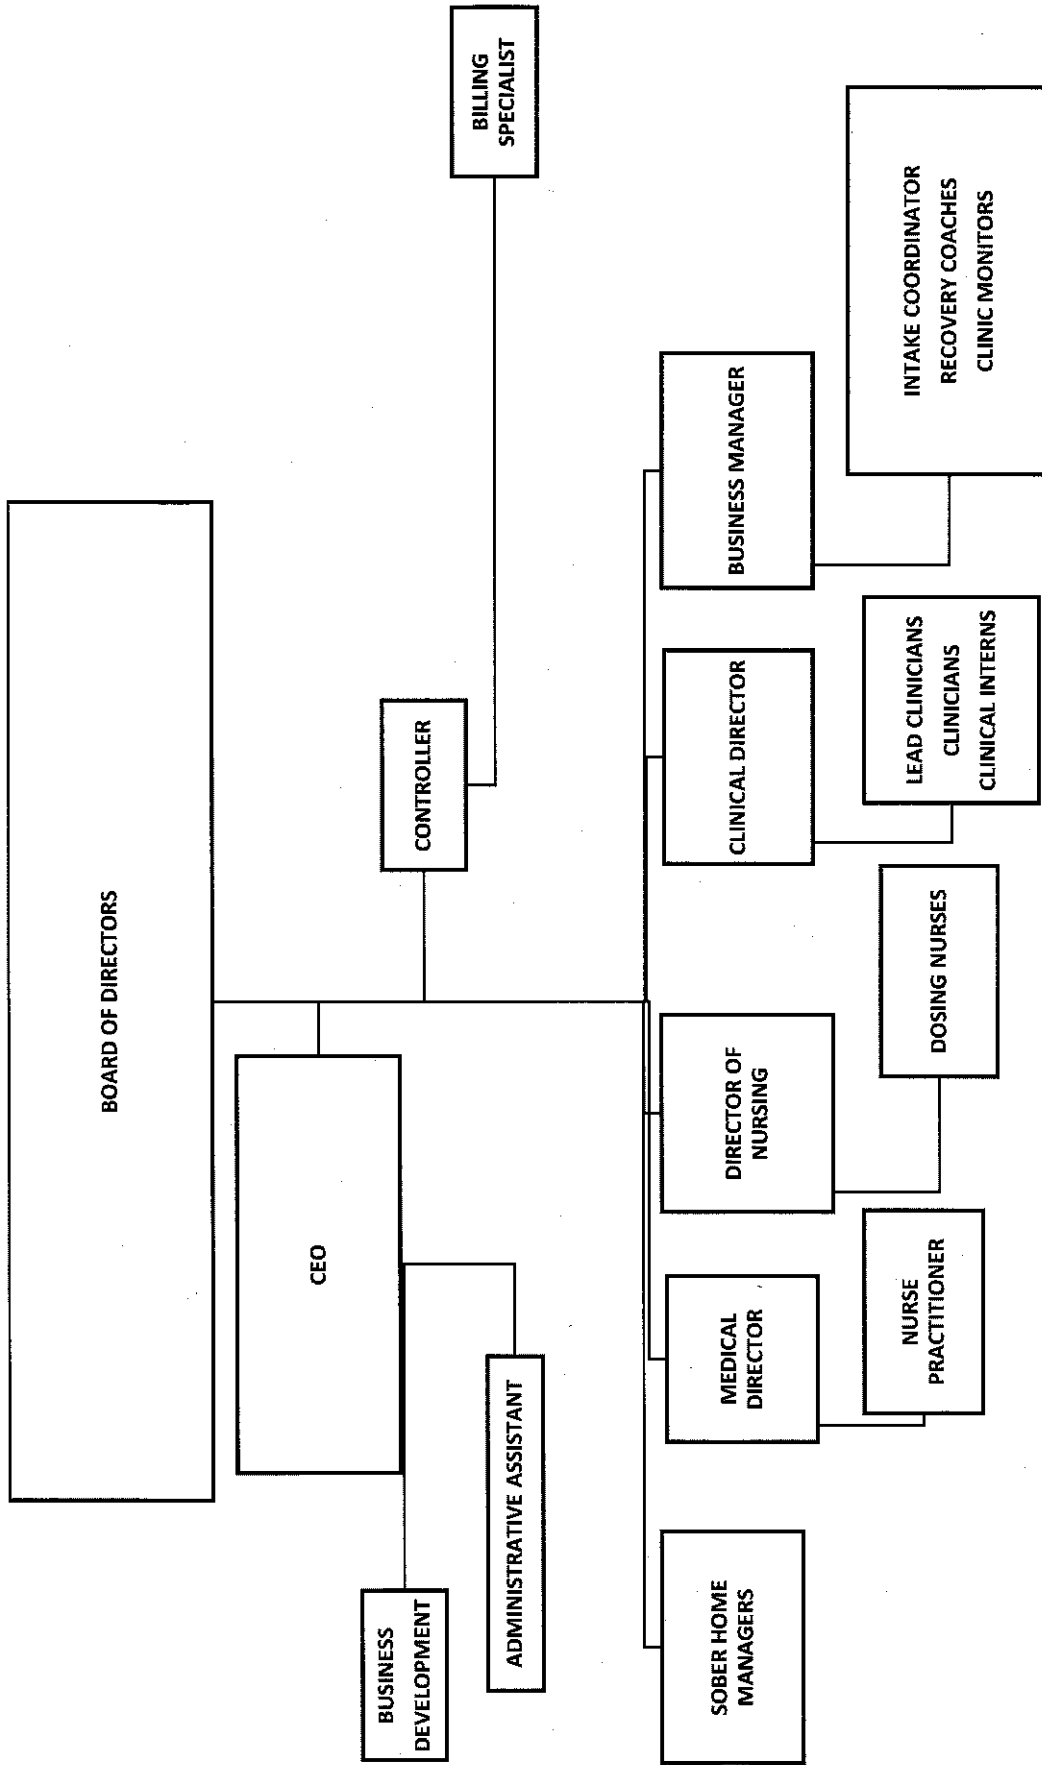 BOARD OF DIRECTORS
CEO
BUSINESS
DEVELOPMENT
CONTROLLER
BILLING
SPECIALIST
ADMINISTRATIVE ASSISTANT
SOBER HOME
MANAGERS
MEDICAL
DIRECTOR
DIRECTOR OF
NURSING
CLINICAL DIRECTOR
BUSINESS MANAGER
NURSE
PRACTITIONER
DOSING NURSES
LEAD CLINICIANS
CLINICIANS
CLINICAL INTERNS
INTAKE COORDINATOR
RECOVERY COACHES
CLINIC MONITORS